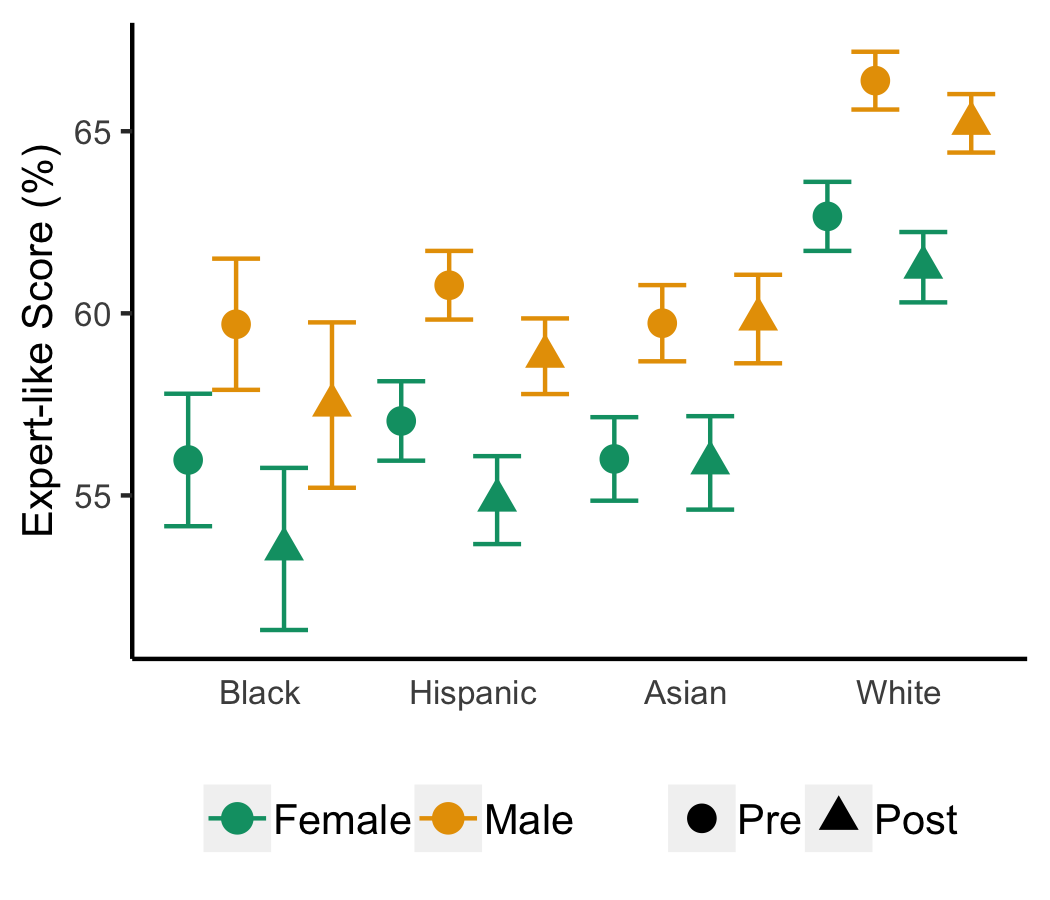 Expert-like Score (%)
65
60
55
Black Hispanic Asian White
Female Male Pre Post